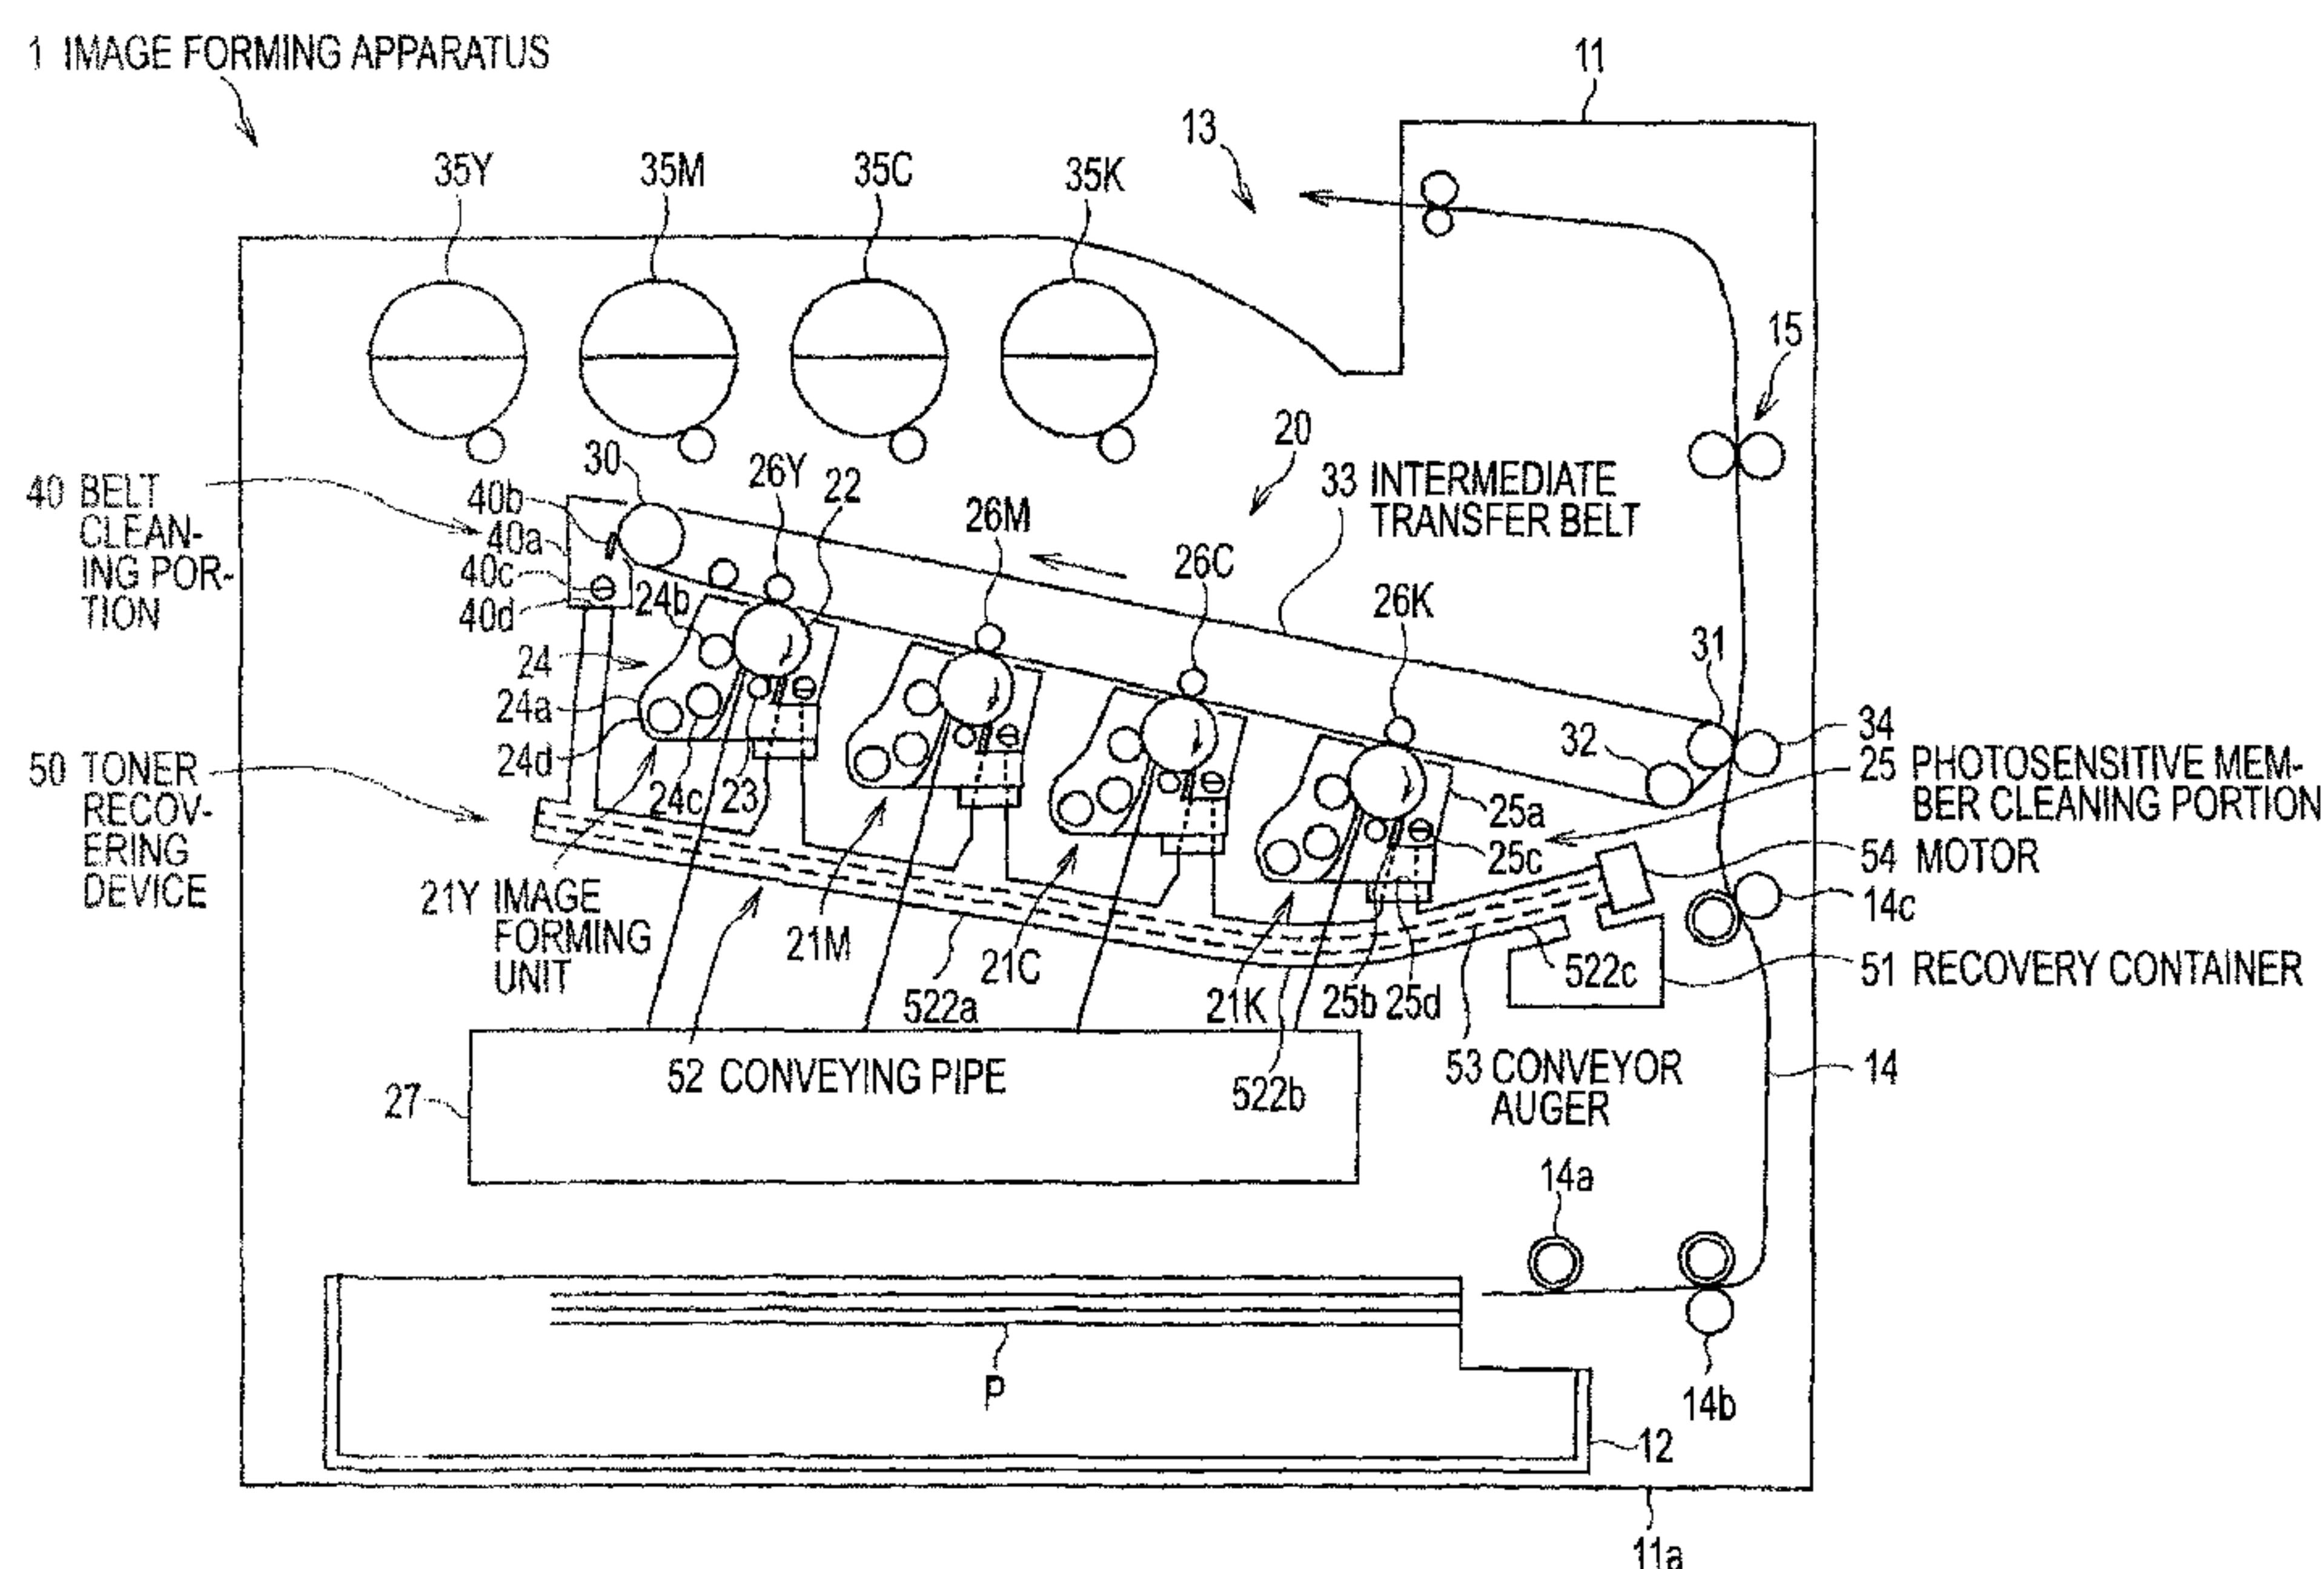 1 IMAGE FORMING APPARATUS
11
13
35Y
35M
35C
35K
15
20
30
26Y
22
40 BELT
CLEAN-
ING POR-
TION
40b
40a
40c
40d
26M
33 INTERMEDIATE
TRANSFER BELT
26C
26K
24b
24
24a
24d
31
32
34
25 PHOTOSENSITIVE MEM-
BER CLEANING PORTION
50 TONER
RECOV-
ERING
DEVICE
24c
23
25a
25c
54 MOTOR
14c
21Y IMAGE
FORMING
UNIT
21M
21C
21K
522a
25b
25d
522c
51 RECOVERY CONTAINER
52 CONVEYING PIPE
522b
53 CONVEYOR
AUGER
14
27
14a
P
14b
12
11a